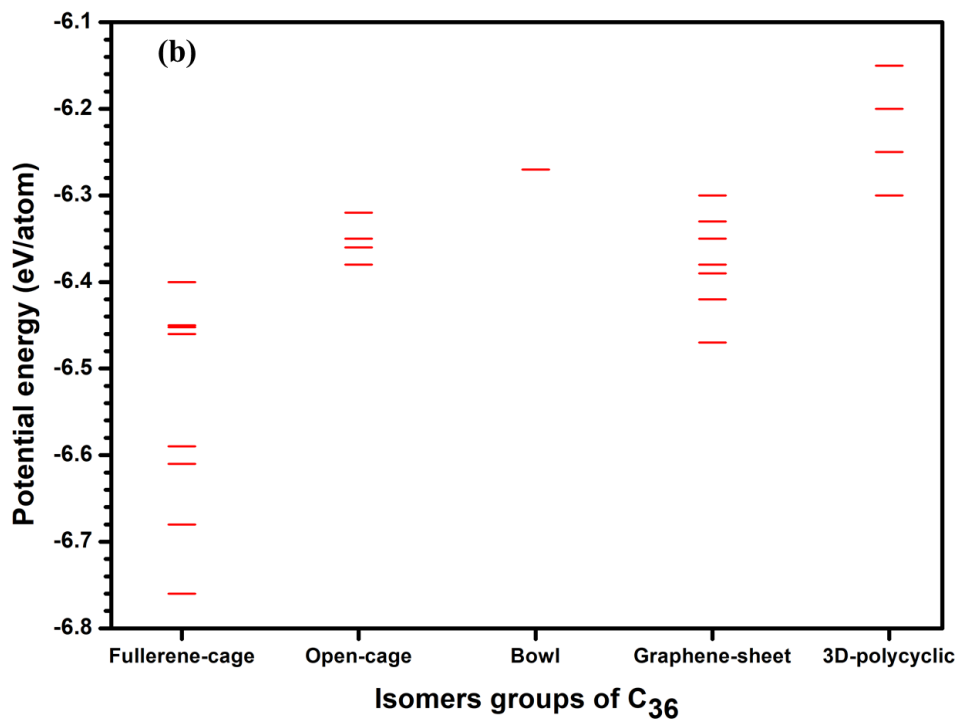 (b)
Potential energy (eV/atom)
-6.1
-6.2
-6.3
-6.4
-6.5
-6.6
-6.7
-6.8
Fullerene-cage Open-cage Bowl Graphene-sheet 3D-polycyclic
Isomers groups of C36